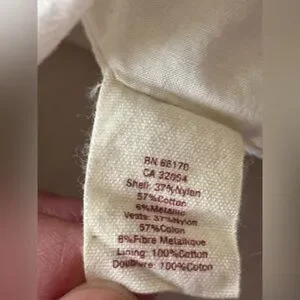 RN 66170
CA 32094
Shell: 37%Nylon
57%Cotton
6%Metallic
Veste: 37%Nylon
57%Coton
6%Fibre Metallique
Lining: 100%Cotton
Doublure: 100%Coton